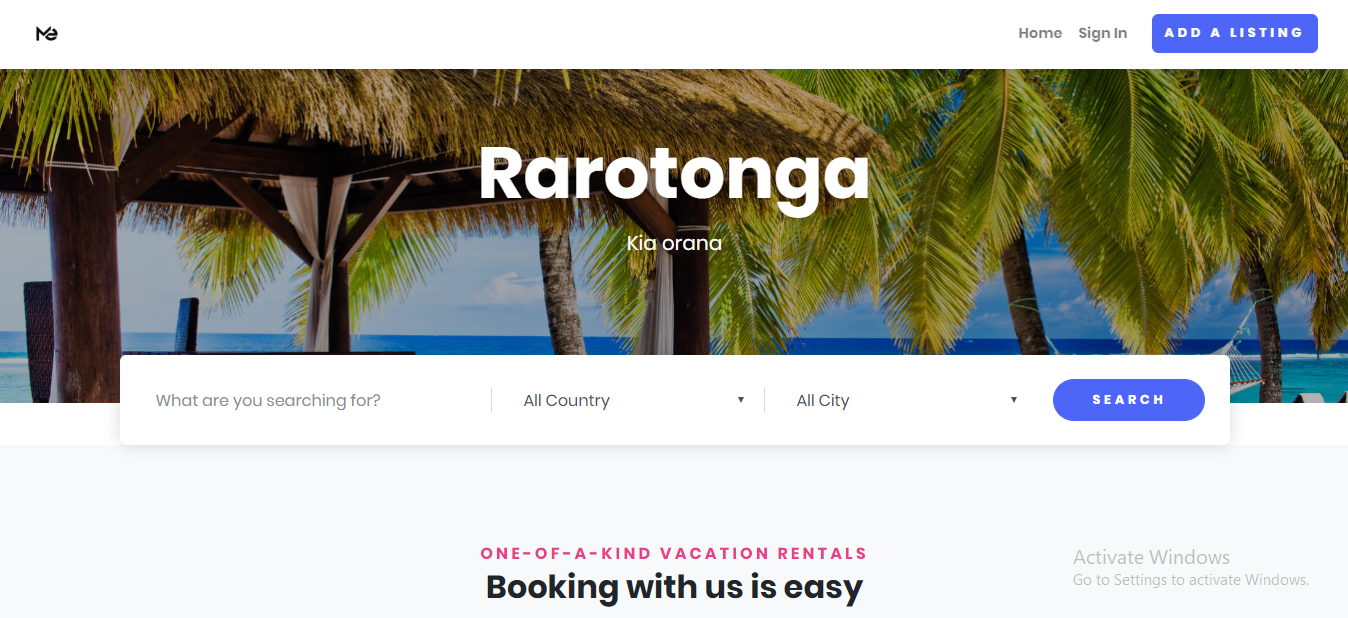 Me
Home Sign In ADD A LISTING
Rarotonga
Kia orana
What are you searching for? All Country All City SEARCH
ONE-OF-A-KIND VACATION RENTALS
Booking with us is easy
Activate Windows
Go to Settings to activate Windows.